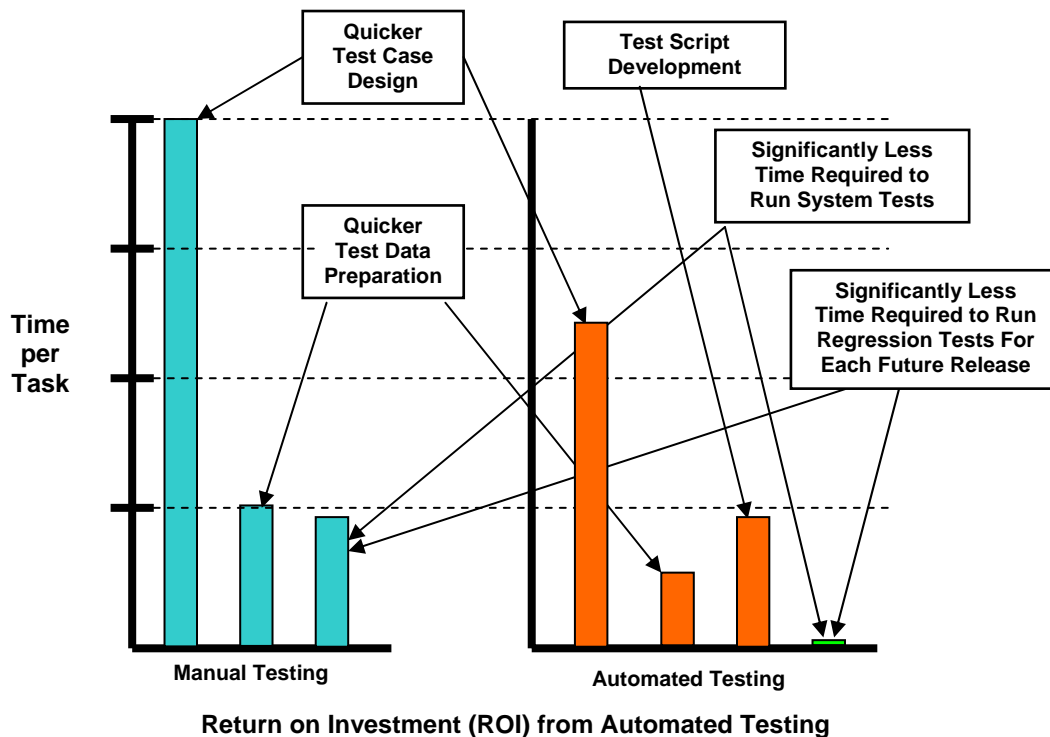 Quicker
Test Case
Design
Test Script
Development
Significantly Less
Time Required to
Run System Tests
Quicker
Test Data
Preparation
Significantly Less
Time Required to Run
Regression Tests For
Each Future Release
Time
per
Task
Manual Testing
Automated Testing
Return on Investment (ROI) from Automated Testing